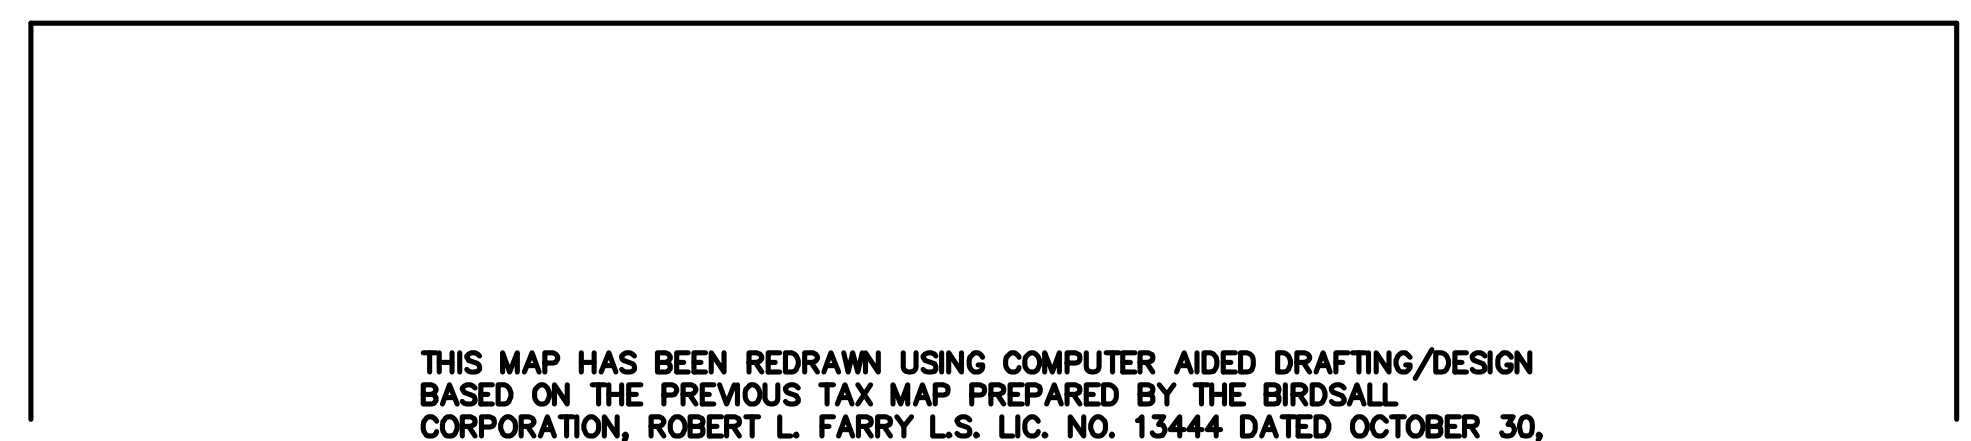 THIS MAP HAS BEEN REDRAWN USING COMPUTER AIDED DRAFTING/DESIGN
BASED ON THE PREVIOUS TAX MAP PREPARED BY THE BIRDSALL
CORPORATION, ROBERT L. FARRY L.S. LIC. NO. 13444 DATED OCTOBER 30,